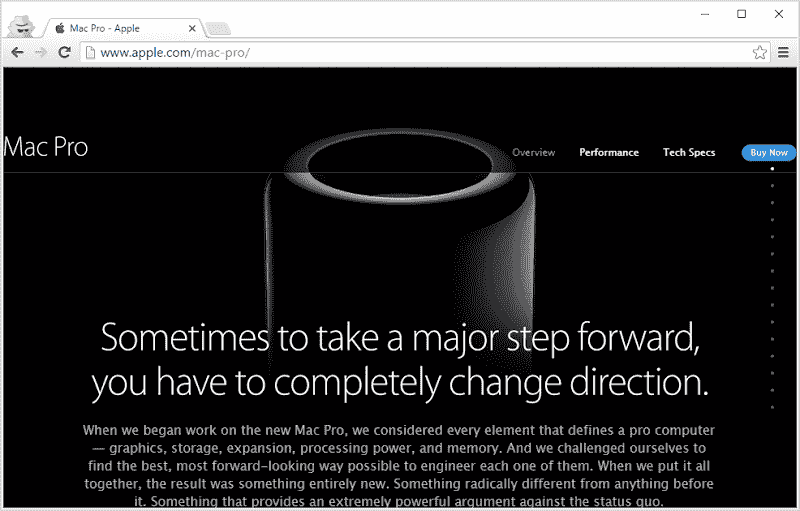 Mac Pro - Apple
www.apple.com/mac-pro/
Mac Pro
Overview Performance Tech Specs Buy Now
Sometimes to take a major step forward,
you have to completely change direction.
When we began work on the new Mac Pro, we considered every element that defines a pro computer
— graphics, storage, expansion, processing power, and memory. And we challenged ourselves to
find the best, most forward-looking way possible to engineer each one of them. When we put it all
together, the result was something entirely new. Something radically different from anything before
it. Something that provides an extremely powerful argument against the status quo.